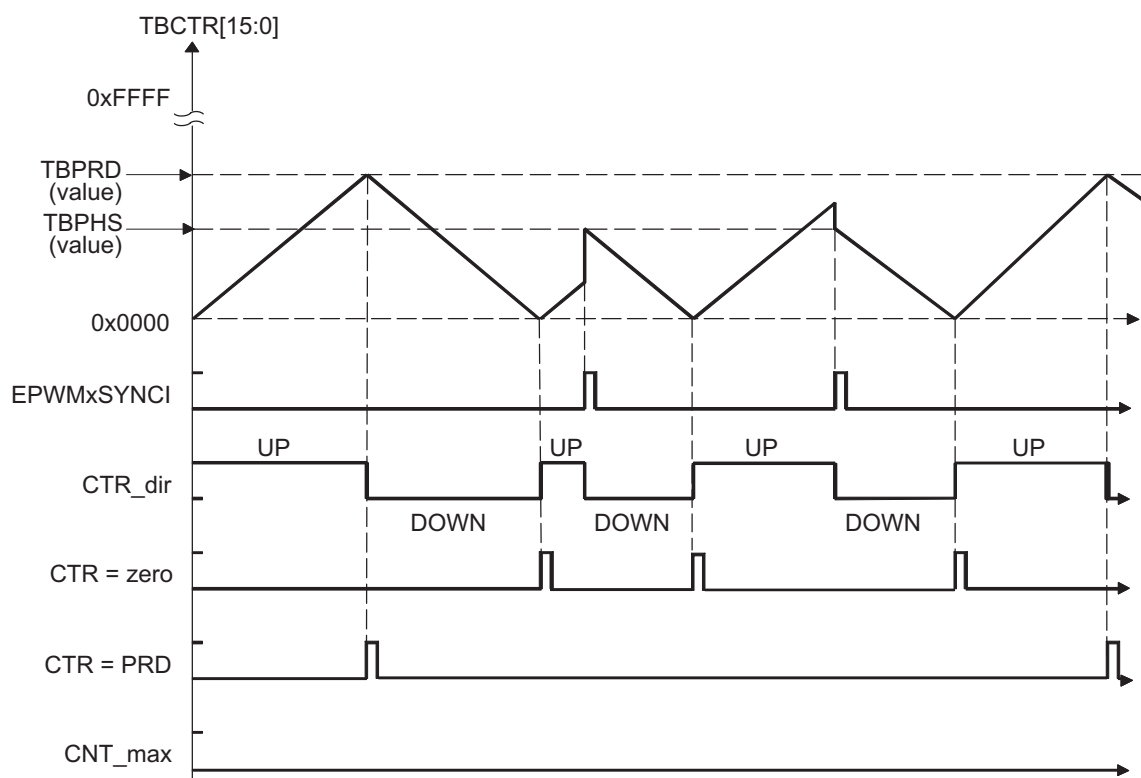 TBCTR[15:0]
0xFFFF
TBPRD
(value)
TBPHS
(value)
0x0000
EPWMxSYNCI
UP
UP
UP
UP
CTR_dir
DOWN
DOWN
DOWN
CTR = zero
CTR = PRD
CNT_max